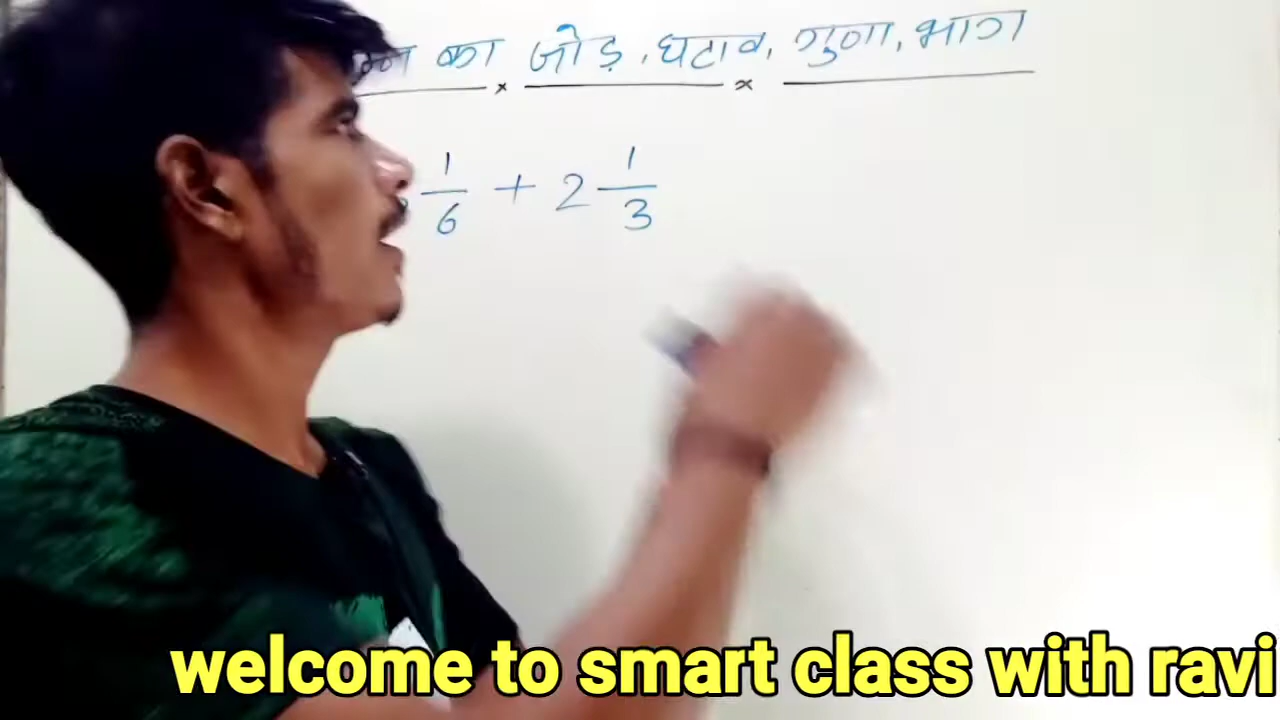 का जोड़, घटाव, गुणा, भाग
1/6 + 2 1/3
welcome to smart class with ravi